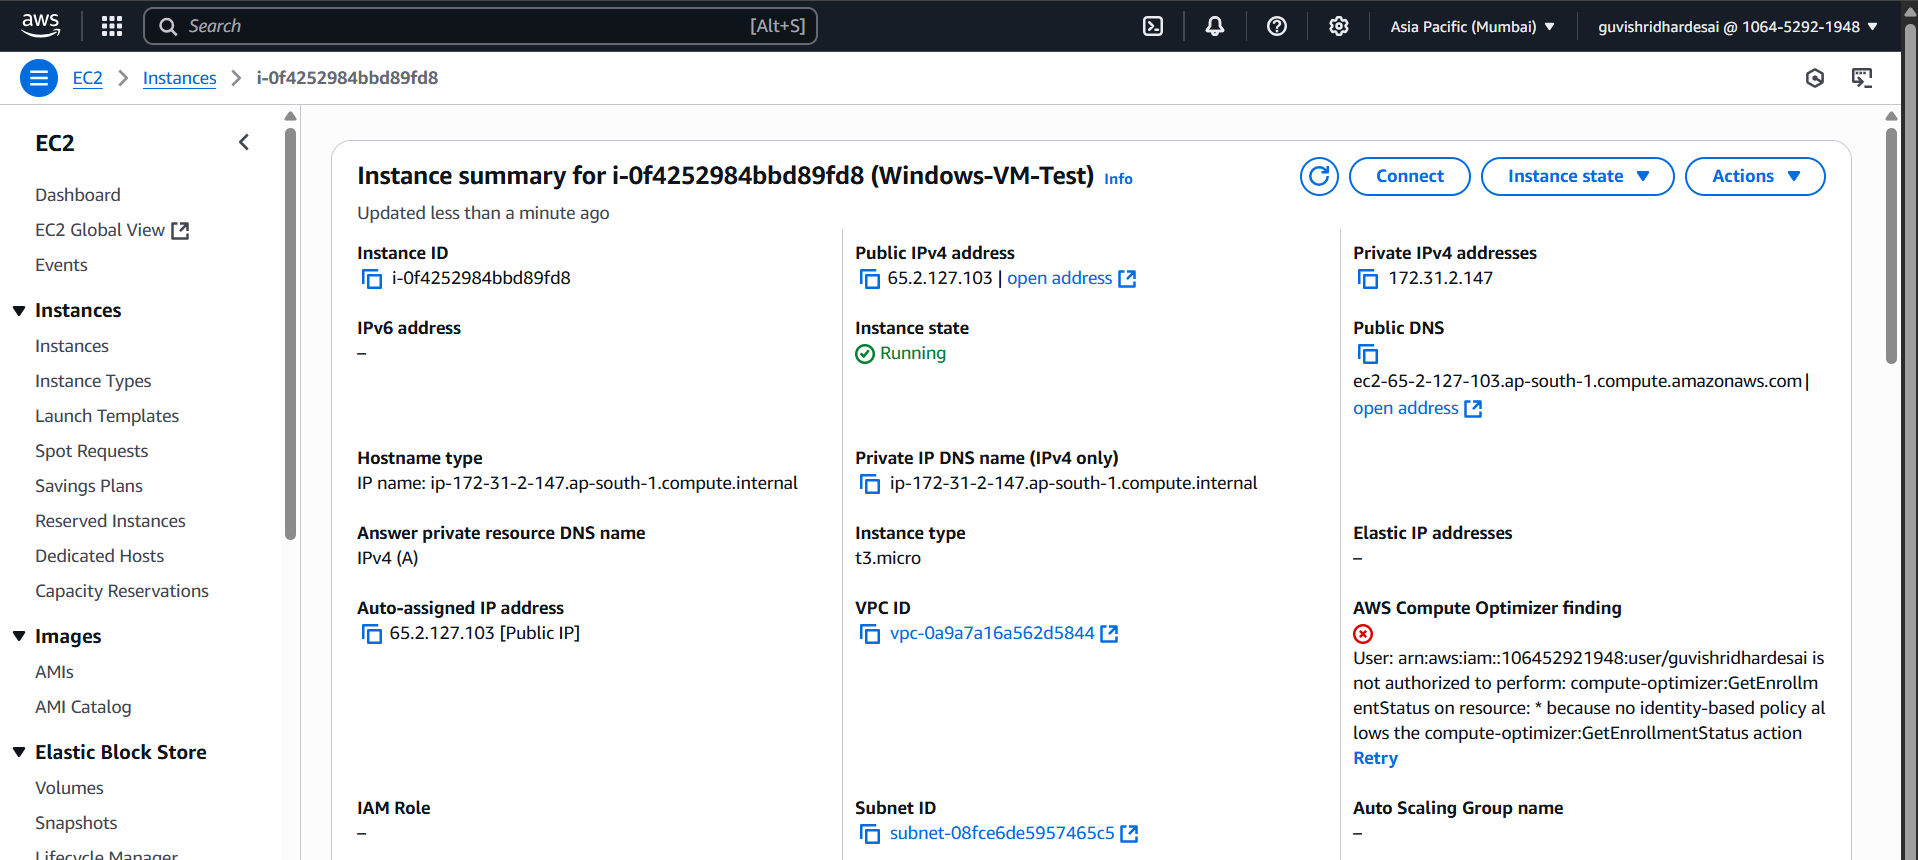 aws
Search [Alt+S]
Asia Pacific (Mumbai)
guvishridhardesai @ 1064-5292-1948
EC2 Instances i-0f4252984bbd89fd8
EC2
Dashboard
EC2 Global View
Events
Instances
Instances
Instance Types
Launch Templates
Spot Requests
Savings Plans
Reserved Instances
Dedicated Hosts
Capacity Reservations
Images
AMIs
AMI Catalog
Elastic Block Store
Volumes
Snapshots
Lifecycle Manager
Instance summary for i-0f4252984bbd89fd8 (Windows-VM-Test) Info
Updated less than a minute ago
Connect
Instance state
Actions
Instance ID
i-0f4252984bbd89fd8
Public IPv4 address
65.2.127.103 | open address
Private IPv4 addresses
172.31.2.147
IPv6 address
–
Instance state
Running
Public DNS
ec2-65-2-127-103.ap-south-1.compute.amazonaws.com |
open address
Hostname type
IP name: ip-172-31-2-147.ap-south-1.compute.internal
Private IP DNS name (IPv4 only)
ip-172-31-2-147.ap-south-1.compute.internal
Answer private resource DNS name
IPv4 (A)
Instance type
t3.micro
Elastic IP addresses
–
Auto-assigned IP address
65.2.127.103 [Public IP]
VPC ID
vpc-0a9a7a16a562d5844
AWS Compute Optimizer finding
User: arn:aws:iam::106452921948:user/guvishridhardesai is
not authorized to perform: compute-optimizer:GetEnrollm
entStatus on resource: * because no identity-based policy al
lows the compute-optimizer:GetEnrollmentStatus action
Retry
IAM Role
–
Subnet ID
subnet-08fce6de5957465c5
Auto Scaling Group name
–